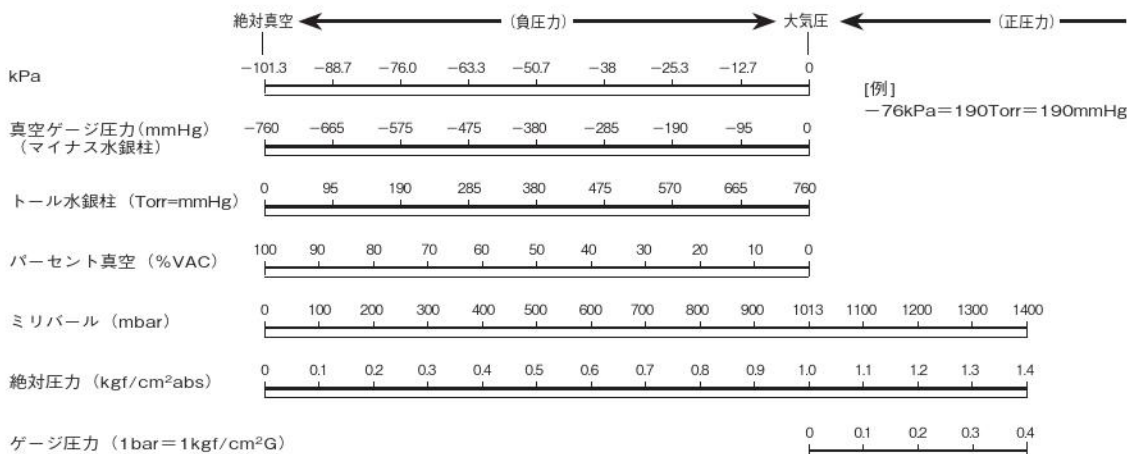 絶対真空 (負圧力) 大気圧 (正圧力)
kPa −101.3 −88.7 −76.0 −63.3 −50.7 −38 −25.3 −12.7 0
[例]
−76kPa=190Torr=190mmHg
真空ゲージ圧力(mmHg) −760 −665 −575 −475 −380 −285 −190 −95 0
(マイナス水銀柱)
トール水銀柱 (Torr=mmHg) 0 95 190 285 380 475 570 665 760
パーセント真空 (%VAC) 100 90 80 70 60 50 40 30 20 10 0
ミリバール (mbar) 0 100 200 300 400 500 600 700 800 900 1013 1100 1200 1300 1400
絶対圧力 (kgf/cm²abs) 0 0.1 0.2 0.3 0.4 0.5 0.6 0.7 0.8 0.9 1.0 1.1 1.2 1.3 1.4
ゲージ圧力 (1bar=1kgf/cm²G) 0 0.1 0.2 0.3 0.4